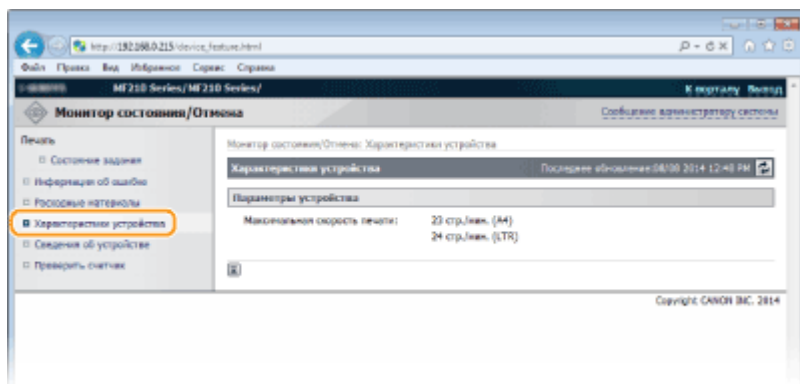 http://192.168.0.215/device_feature.html
Файл Правка Вид Избранное Сервис Справка
MF210 Series/MF210 Series/
К порталу Выход
Монитор состояния/Отмена
Сообщение администратору системы
Печать
Состояние задания
Информация об ошибке
Расходные материалы
Характеристики устройства
Сведения об устройстве
Проверить счетчик
Монитор состояния/Отмена: Характеристики устройства
Характеристики устройства
Последнее обновление:08/08 2014 12:48 PM
Параметры устройства
Максимальная скорость печати: 23 стр./мин. (A4)
24 стр./мин. (LTR)
Copyright CANON INC. 2014